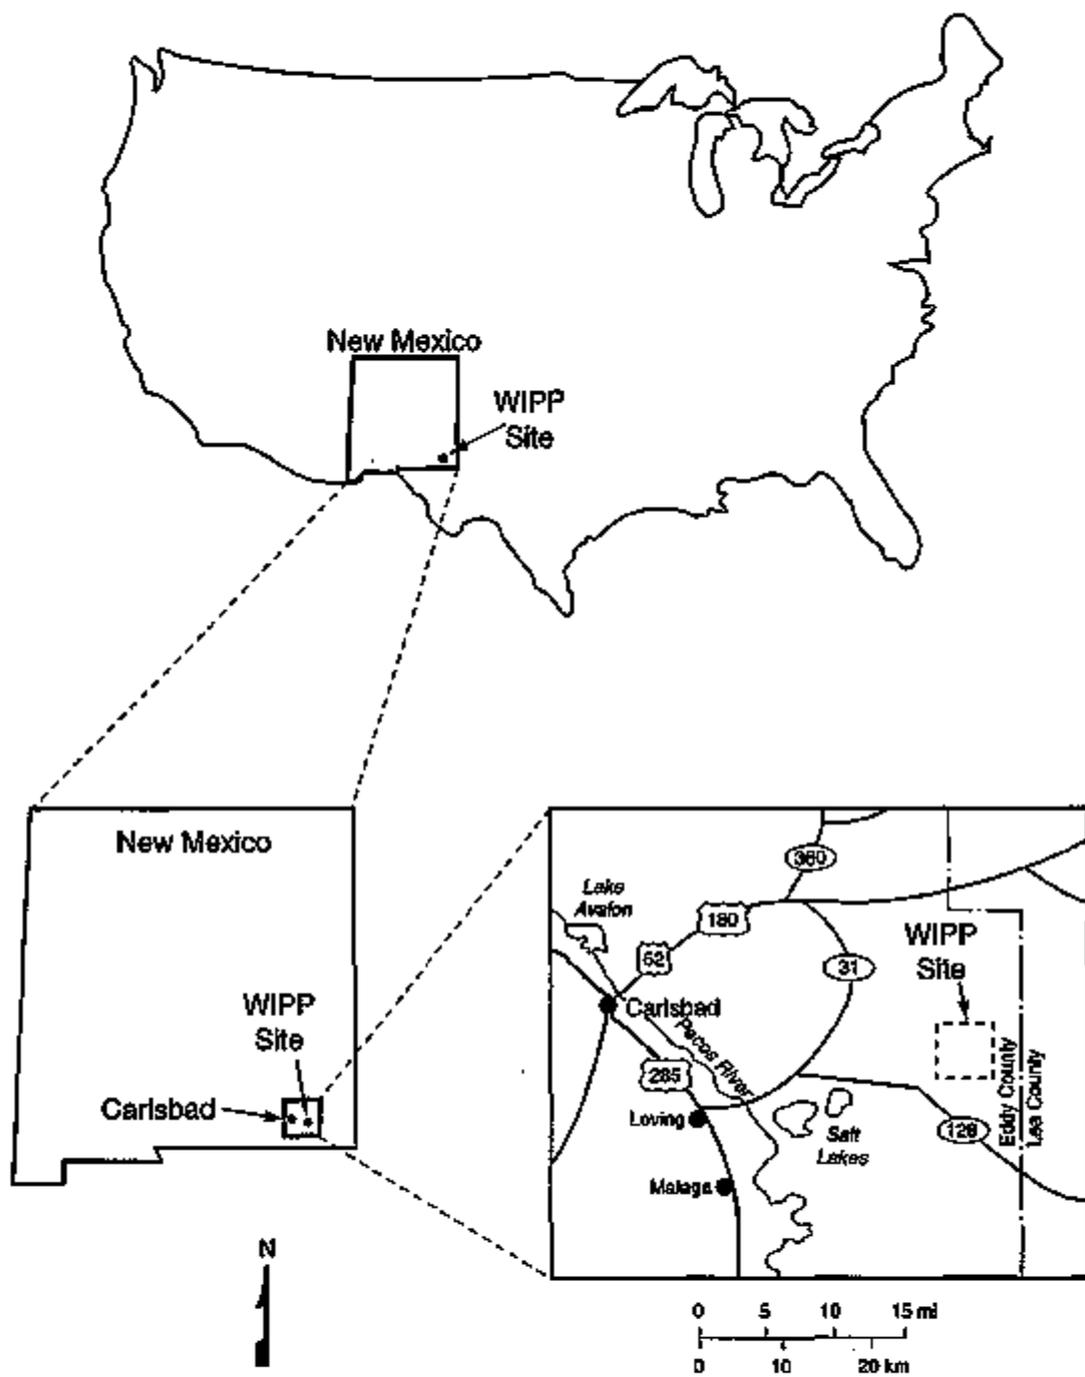 New Mexico
WIPP
Site
New Mexico
WIPP
Site
Carlsbad
N
360
Lake
Avalon
180
62
31
WIPP
Site
Carlsbad
Pecos River
285
Loving
Salt
Lakes
128
Eddy County
Lea County
Malaga
0 5 10 15 mi
0 10 20 km